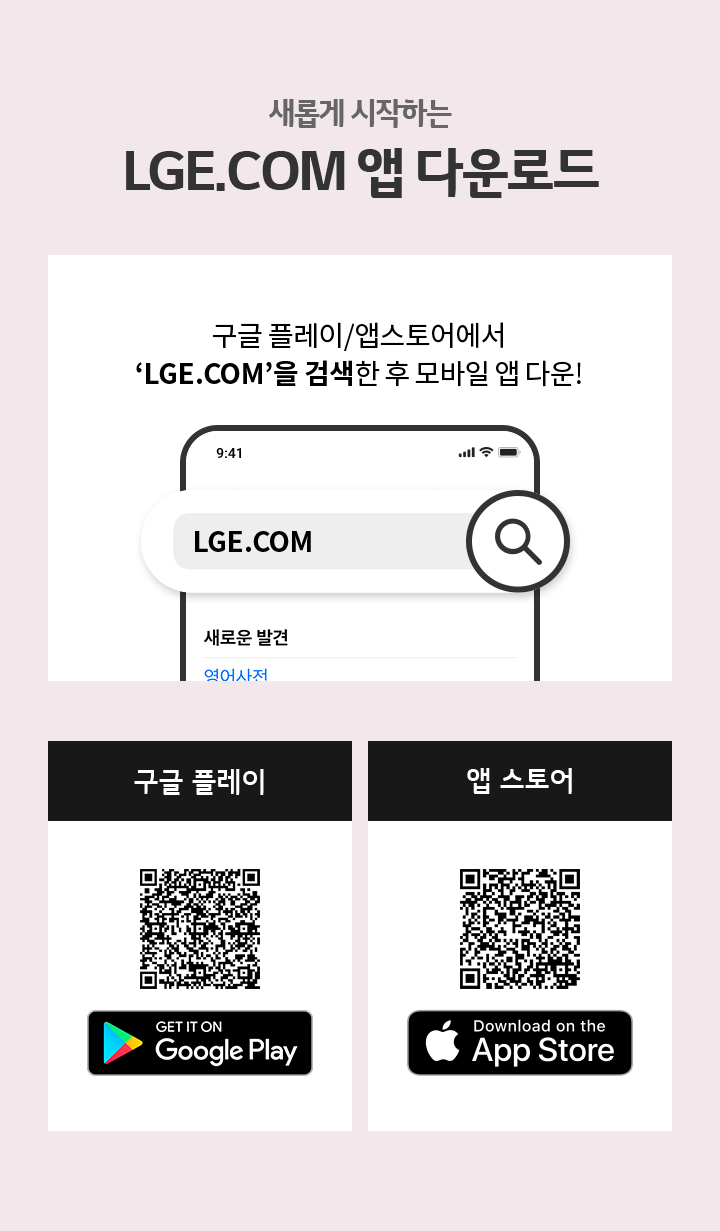 새롭게 시작하는
LGE.COM 앱 다운로드
구글 플레이/앱스토어에서
‘LGE.COM’을 검색한 후 모바일 앱 다운!
9:41
LGE.COM
새로운 발견
영어사전
구글 플레이
앱 스토어
GET IT ON
Google Play
Download on the
App Store